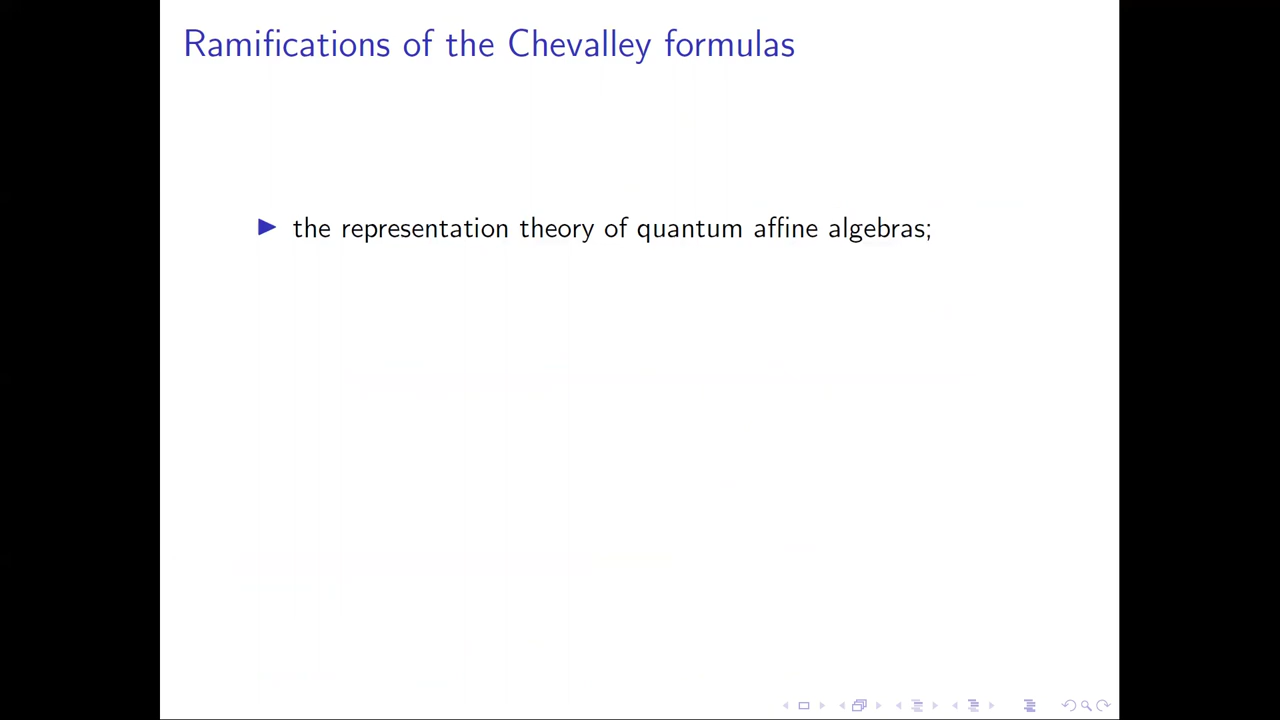 Ramifications of the Chevalley formulas
the representation theory of quantum affine algebras;